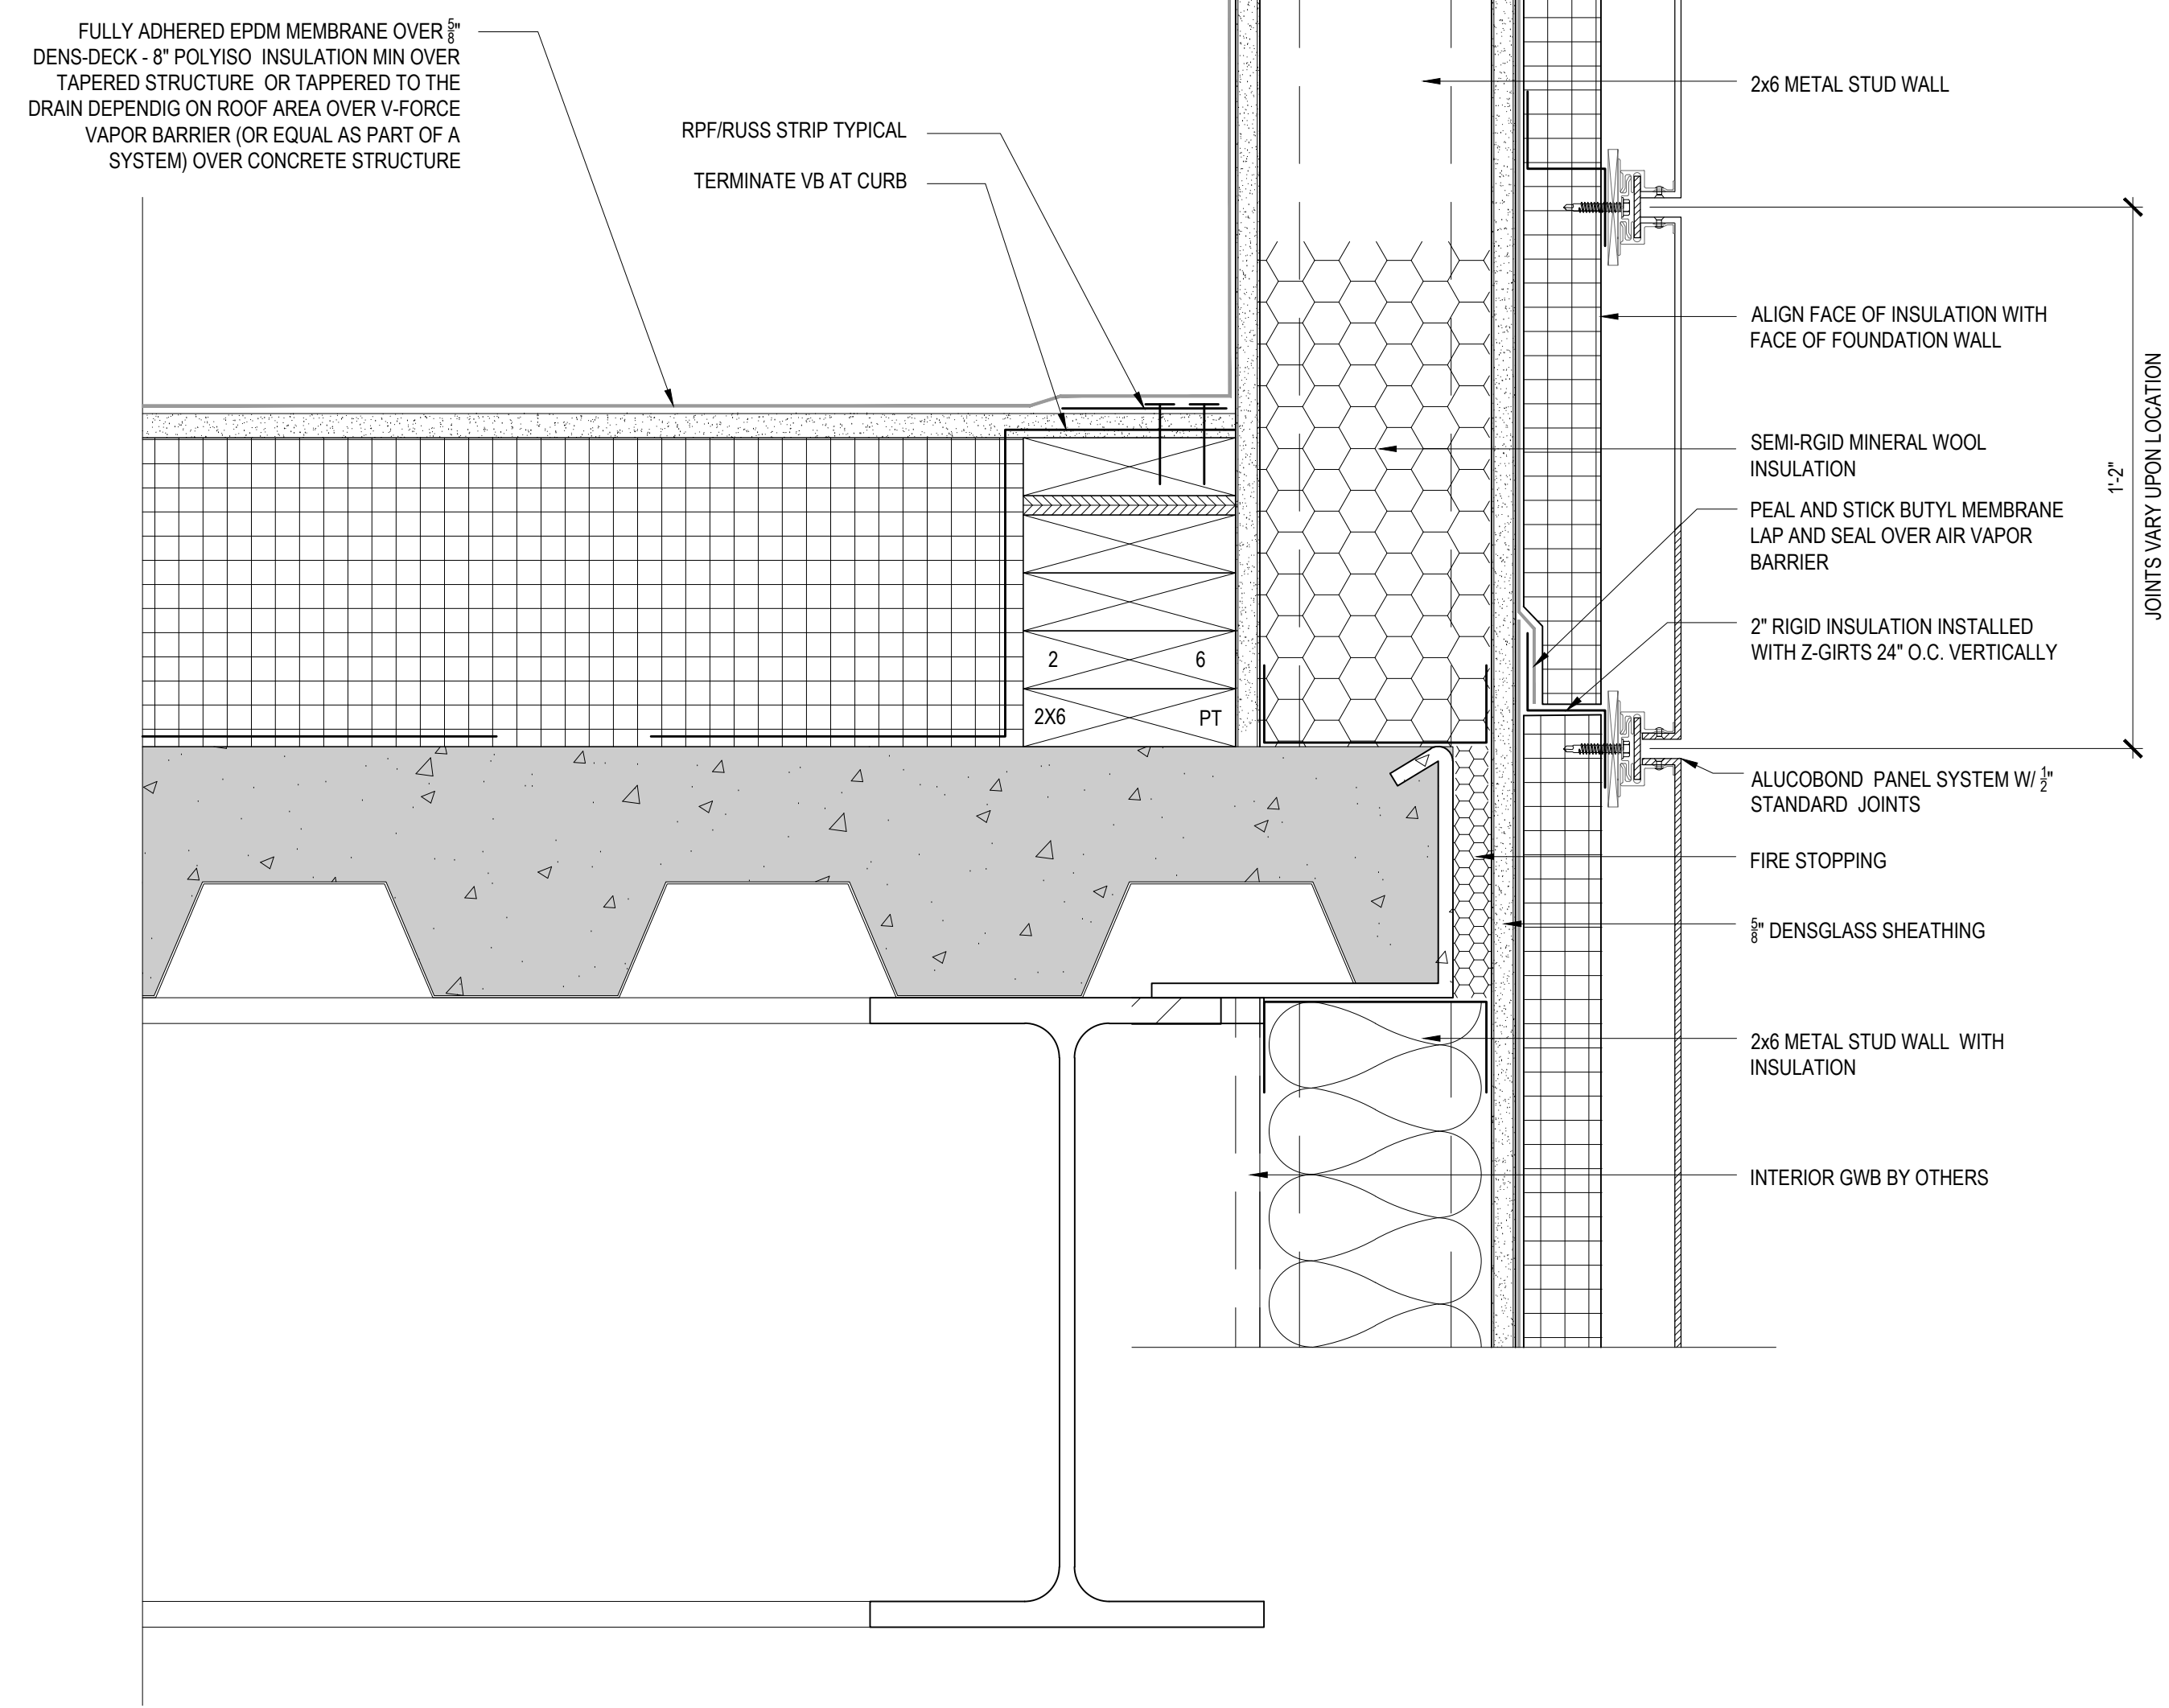 FULLY ADHERED EPDM MEMBRANE OVER 5/8"
DENS-DECK - 8" POLYISO INSULATION MIN OVER
TAPERED STRUCTURE OR TAPPERED TO THE
DRAIN DEPENDIG ON ROOF AREA OVER V-FORCE
VAPOR BARRIER (OR EQUAL AS PART OF A
SYSTEM) OVER CONCRETE STRUCTURE
RPF/RUSS STRIP TYPICAL
TERMINATE VB AT CURB
2x6 METAL STUD WALL
ALIGN FACE OF INSULATION WITH
FACE OF FOUNDATION WALL
SEMI-RGID MINERAL WOOL
INSULATION
PEAL AND STICK BUTYL MEMBRANE
LAP AND SEAL OVER AIR VAPOR
BARRIER
2" RIGID INSULATION INSTALLED
WITH Z-GIRTS 24" O.C. VERTICALLY
1'-2"
JOINTS VARY UPON LOCATION
2 6
2X6 PT
ALUCOBOND PANEL SYSTEM W/ 1/2"
STANDARD JOINTS
FIRE STOPPING
5/8" DENSGLASS SHEATHING
2x6 METAL STUD WALL WITH
INSULATION
INTERIOR GWB BY OTHERS